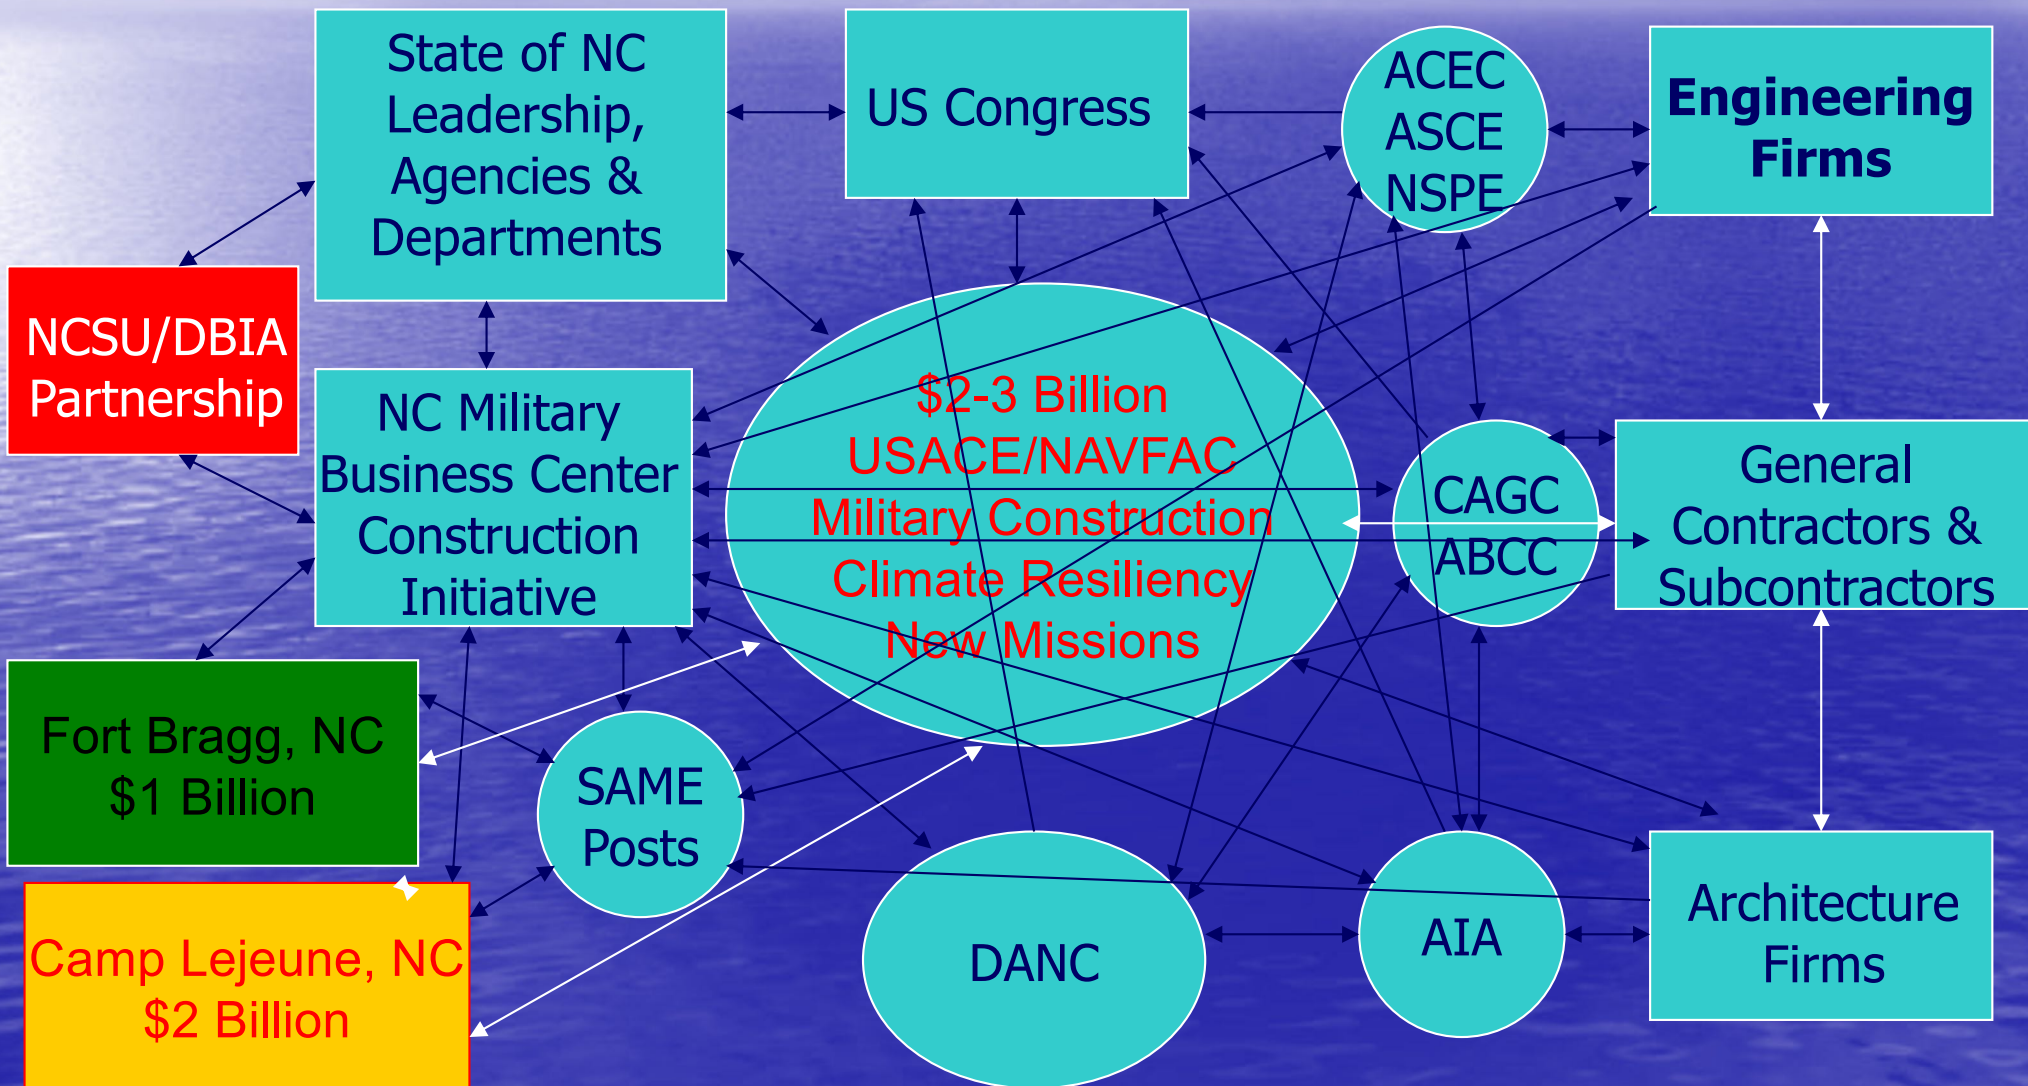 State of NC
Leadership,
Agencies &
Departments
US Congress
ACEC
ASCE
NSPE
Engineering
Firms
NCSU/DBIA
Partnership
NC Military
Business Center
Construction
Initiative
$2-3 Billion
USACE/NAVFAC
Military Construction
Climate Resiliency
New Missions
CAGC
ABCC
General
Contractors &
Subcontractors
Fort Bragg, NC
$1 Billion
SAME
Posts
Camp Lejeune, NC
$2 Billion
DANC
AIA
Architecture
Firms